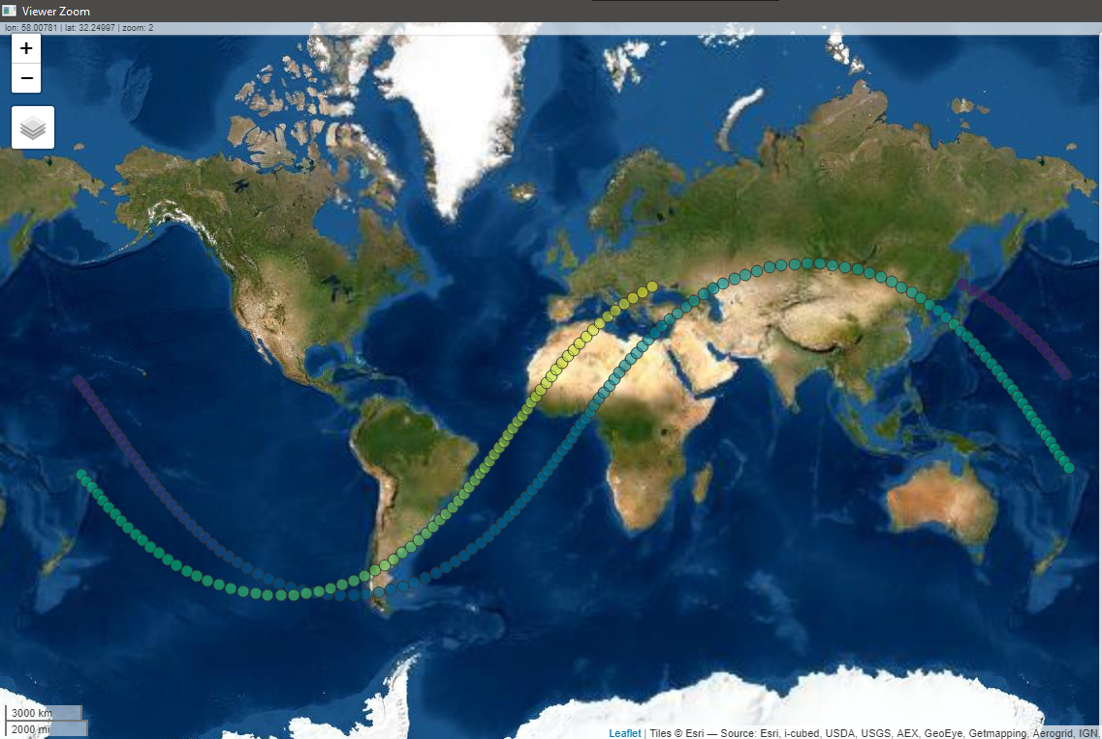 Viewer Zoom
lon: 58.00781 | lat: 32.24997 | zoom: 2
+
−
3000 km
2000 mi
Leaflet | Tiles © Esri — Source: Esri, i-cubed, USDA, USGS, AEX, GeoEye, Getmapping, Aerogrid, IGN,